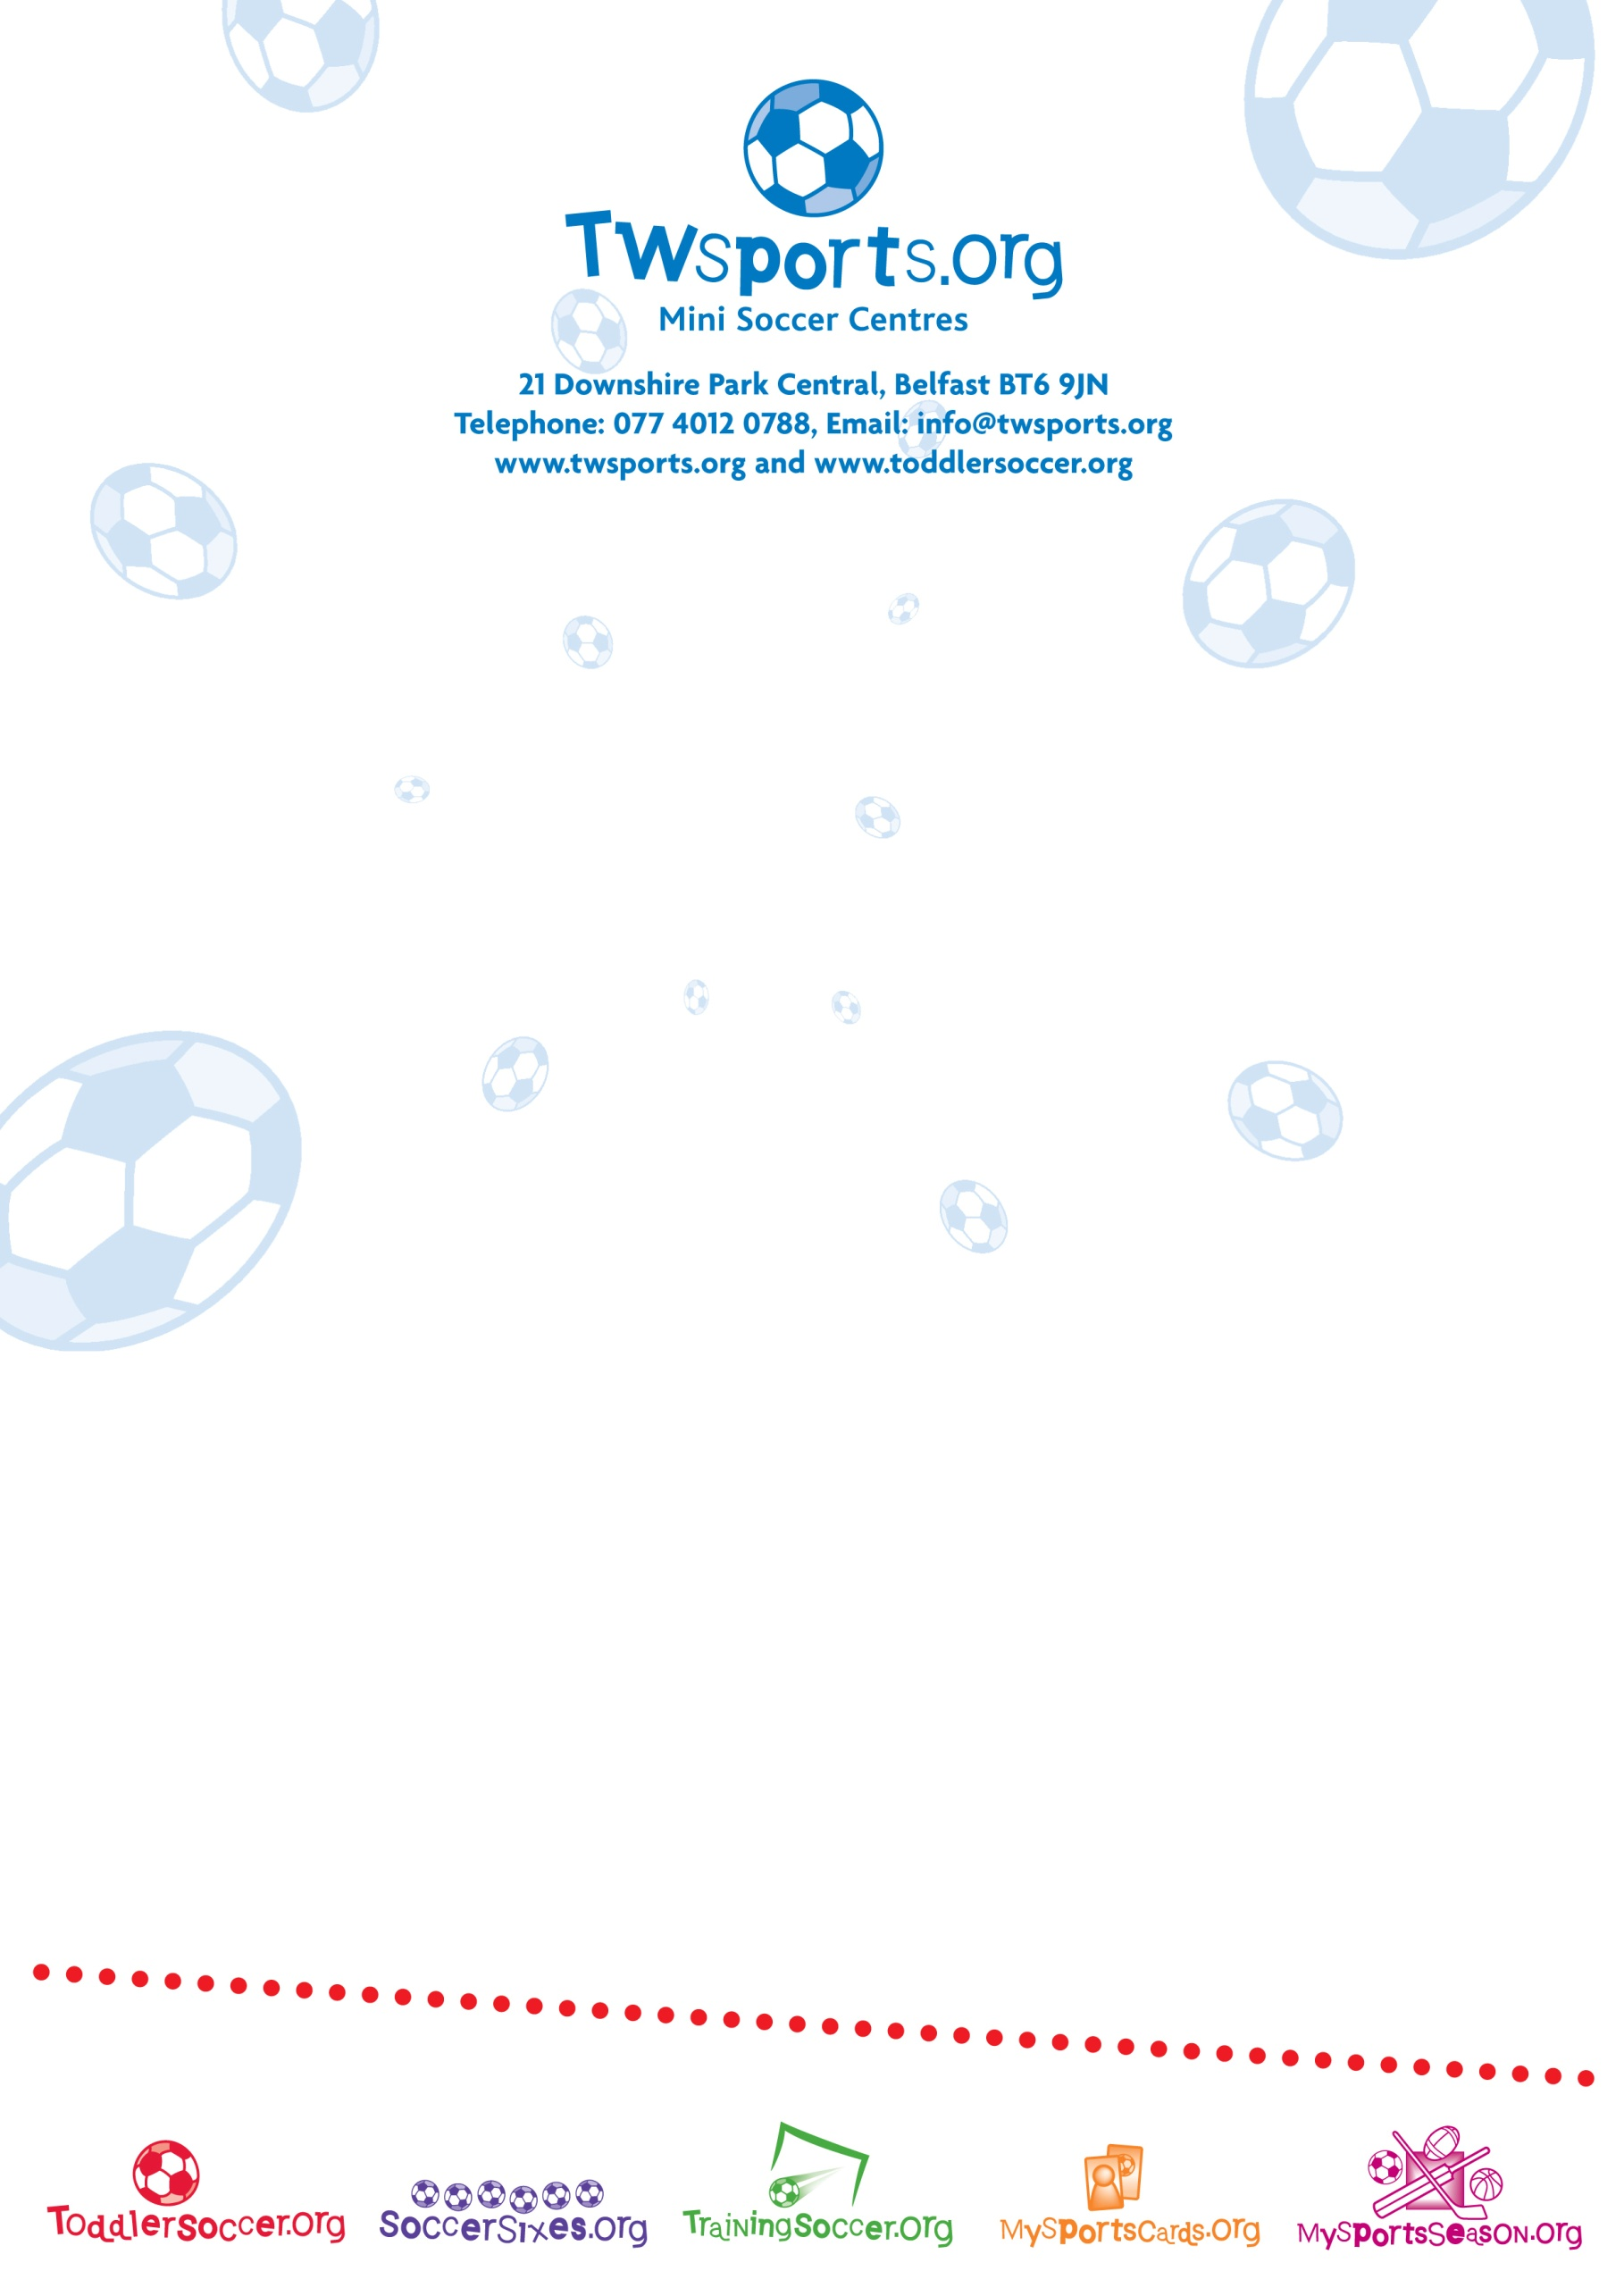 Twsports.org
Mini Soccer Centres
21 Downshire Park Central, Belfast BT6 9JN
Telephone: 077 4012 0788, Email: info@twsports.org
www.twsports.org and www.toddlersoccer.org
ToddlerSoccer.org
SoccerSixes.org
TraiNingSoccer.org
MySportsCards.org
MySportsSeasoN.org